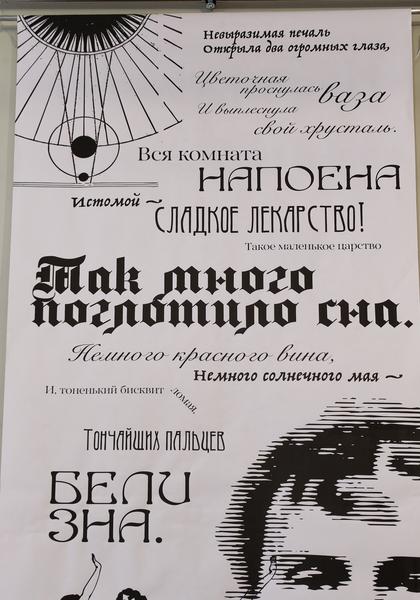 Невыразимая печаль
Открыла два огромных глаза,
Цветочная
проснулась ваза
И выплеснула
свой хрусталь.
Вся комната
НАПОЕНА
Истомой ~
СЛАДКОЕ ЛЕКАРСТВО!
Такое маленькое царство
Так много
поглотило сна.
Немного красного вина,
Немного солнечного мая ~
И, тоненький бисквит ломая,
Тончайших пальцев
БЕЛИ
ЗНА.